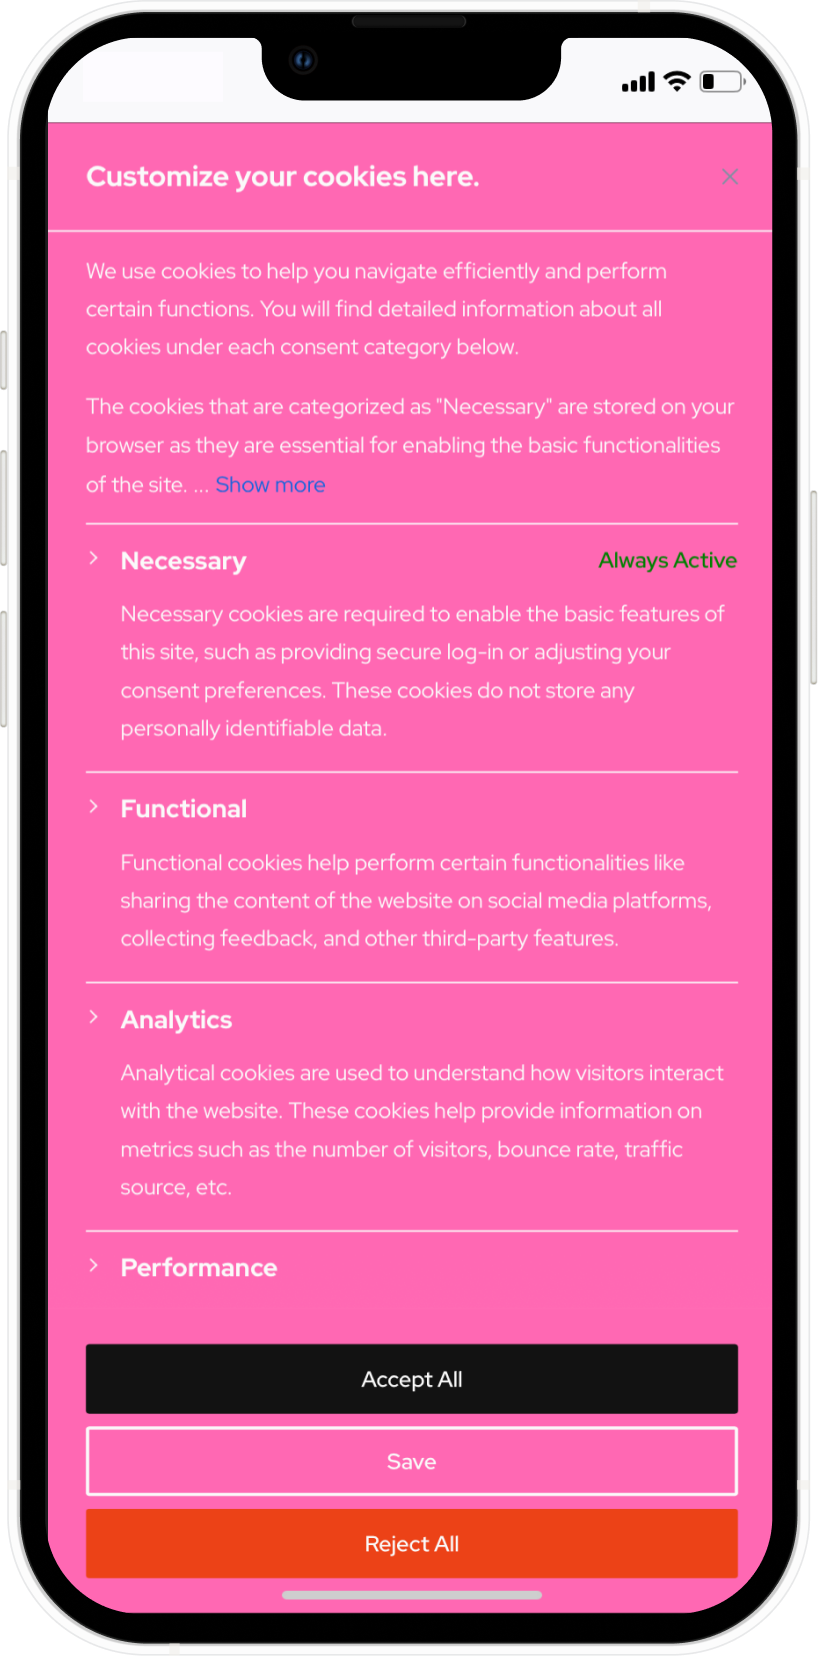 Customize your cookies here.
We use cookies to help you navigate efficiently and perform
certain functions. You will find detailed information about all
cookies under each consent category below.
The cookies that are categorized as "Necessary" are stored on your
browser as they are essential for enabling the basic functionalities
of the site. ... Show more
Necessary
Always Active
Necessary cookies are required to enable the basic features of
this site, such as providing secure log-in or adjusting your
consent preferences. These cookies do not store any
personally identifiable data.
Functional
Functional cookies help perform certain functionalities like
sharing the content of the website on social media platforms,
collecting feedback, and other third-party features.
Analytics
Analytical cookies are used to understand how visitors interact
with the website. These cookies help provide information on
metrics such as the number of visitors, bounce rate, traffic
source, etc.
Performance
Accept All
Save
Reject All